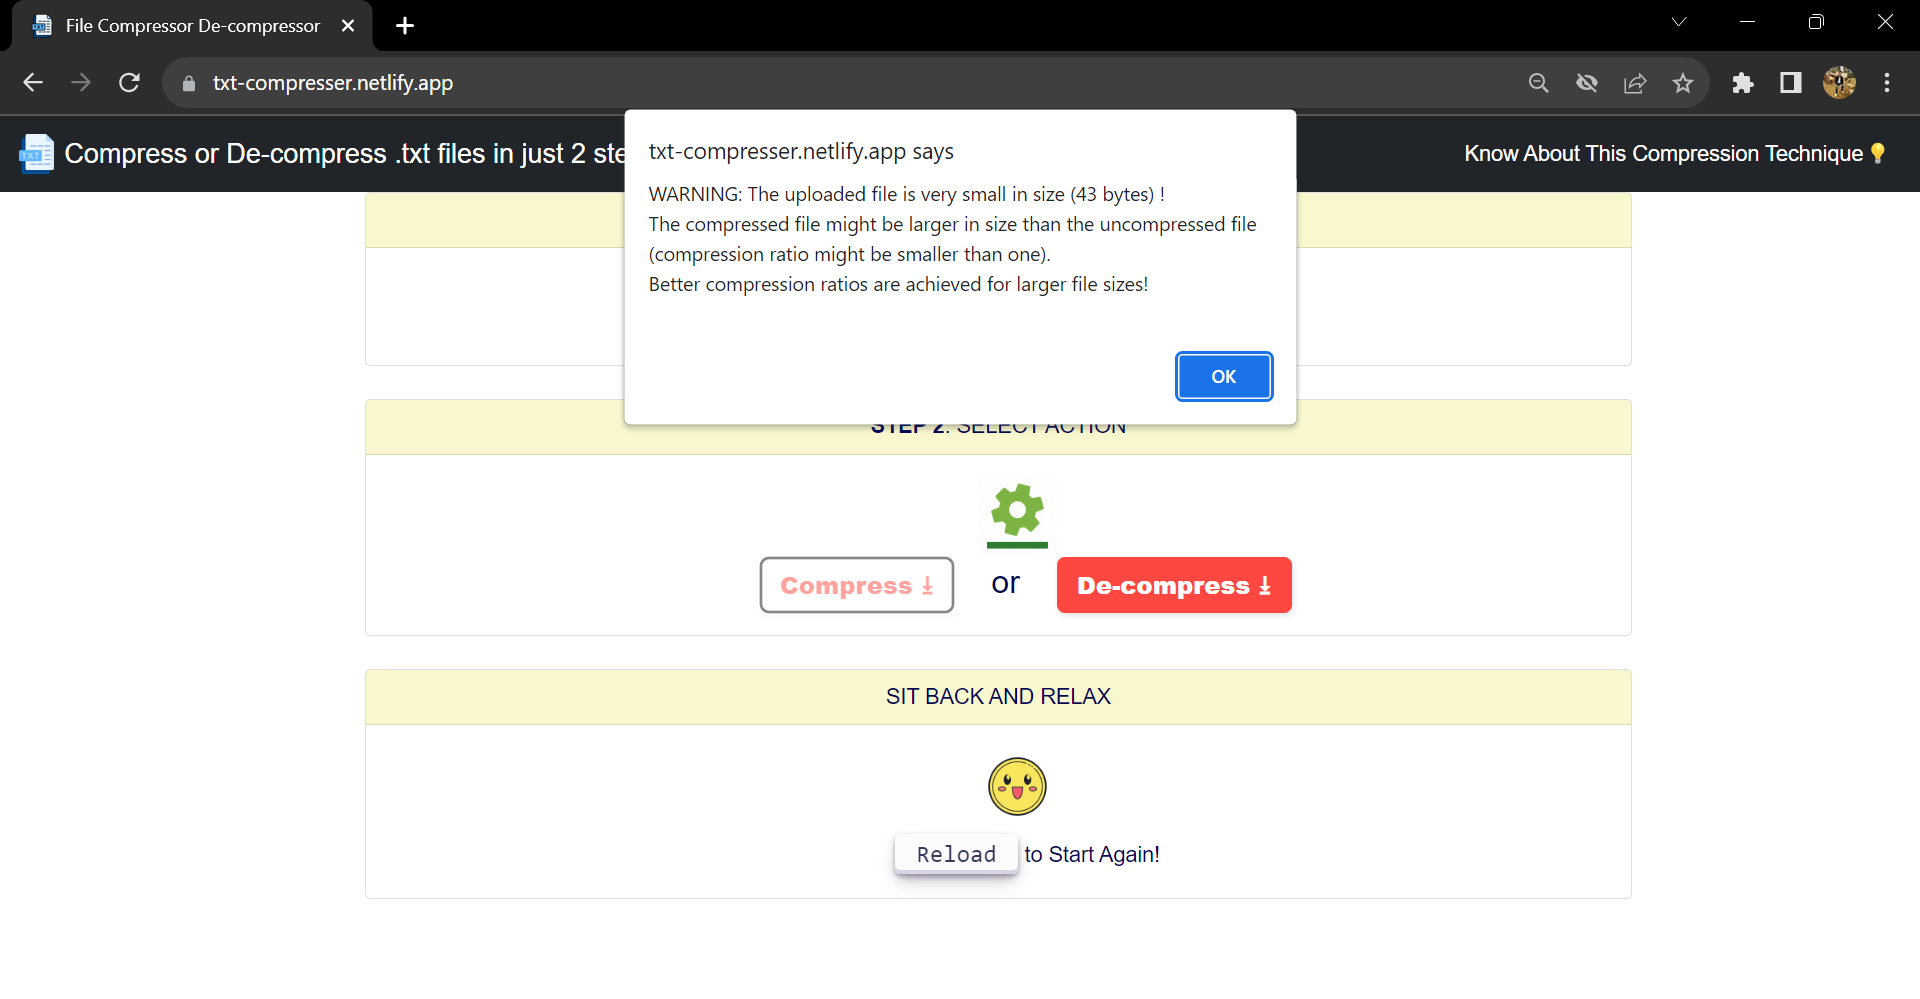 File Compressor De-compressor
txt-compresser.netlify.app
TXT Compress or De-compress .txt files in just 2 ste
Know About This Compression Technique
txt-compresser.netlify.app says
WARNING: The uploaded file is very small in size (43 bytes) !
The compressed file might be larger in size than the uncompressed file
(compression ratio might be smaller than one).
Better compression ratios are achieved for larger file sizes!
OK
STEP 2: SELECT ACTION
Compress or De-compress
SIT BACK AND RELAX
Reload to Start Again!